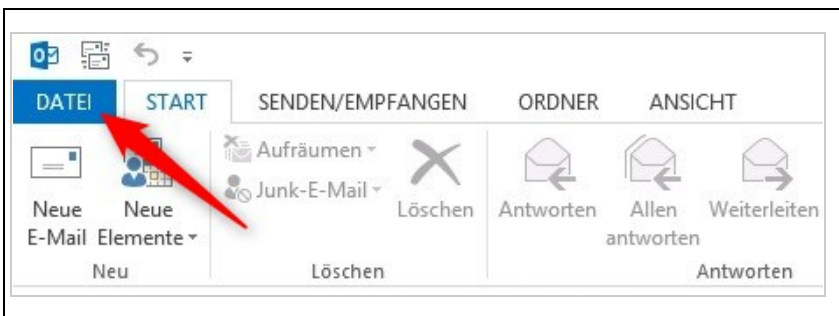 DATEI START SENDEN/EMPFANGEN ORDNER ANSICHT
Aufräumen
Junk-E-Mail
Neue E-Mail
Neue Elemente
Löschen
Antworten
Allen antworten
Weiterleiten
Neu Löschen Antworten